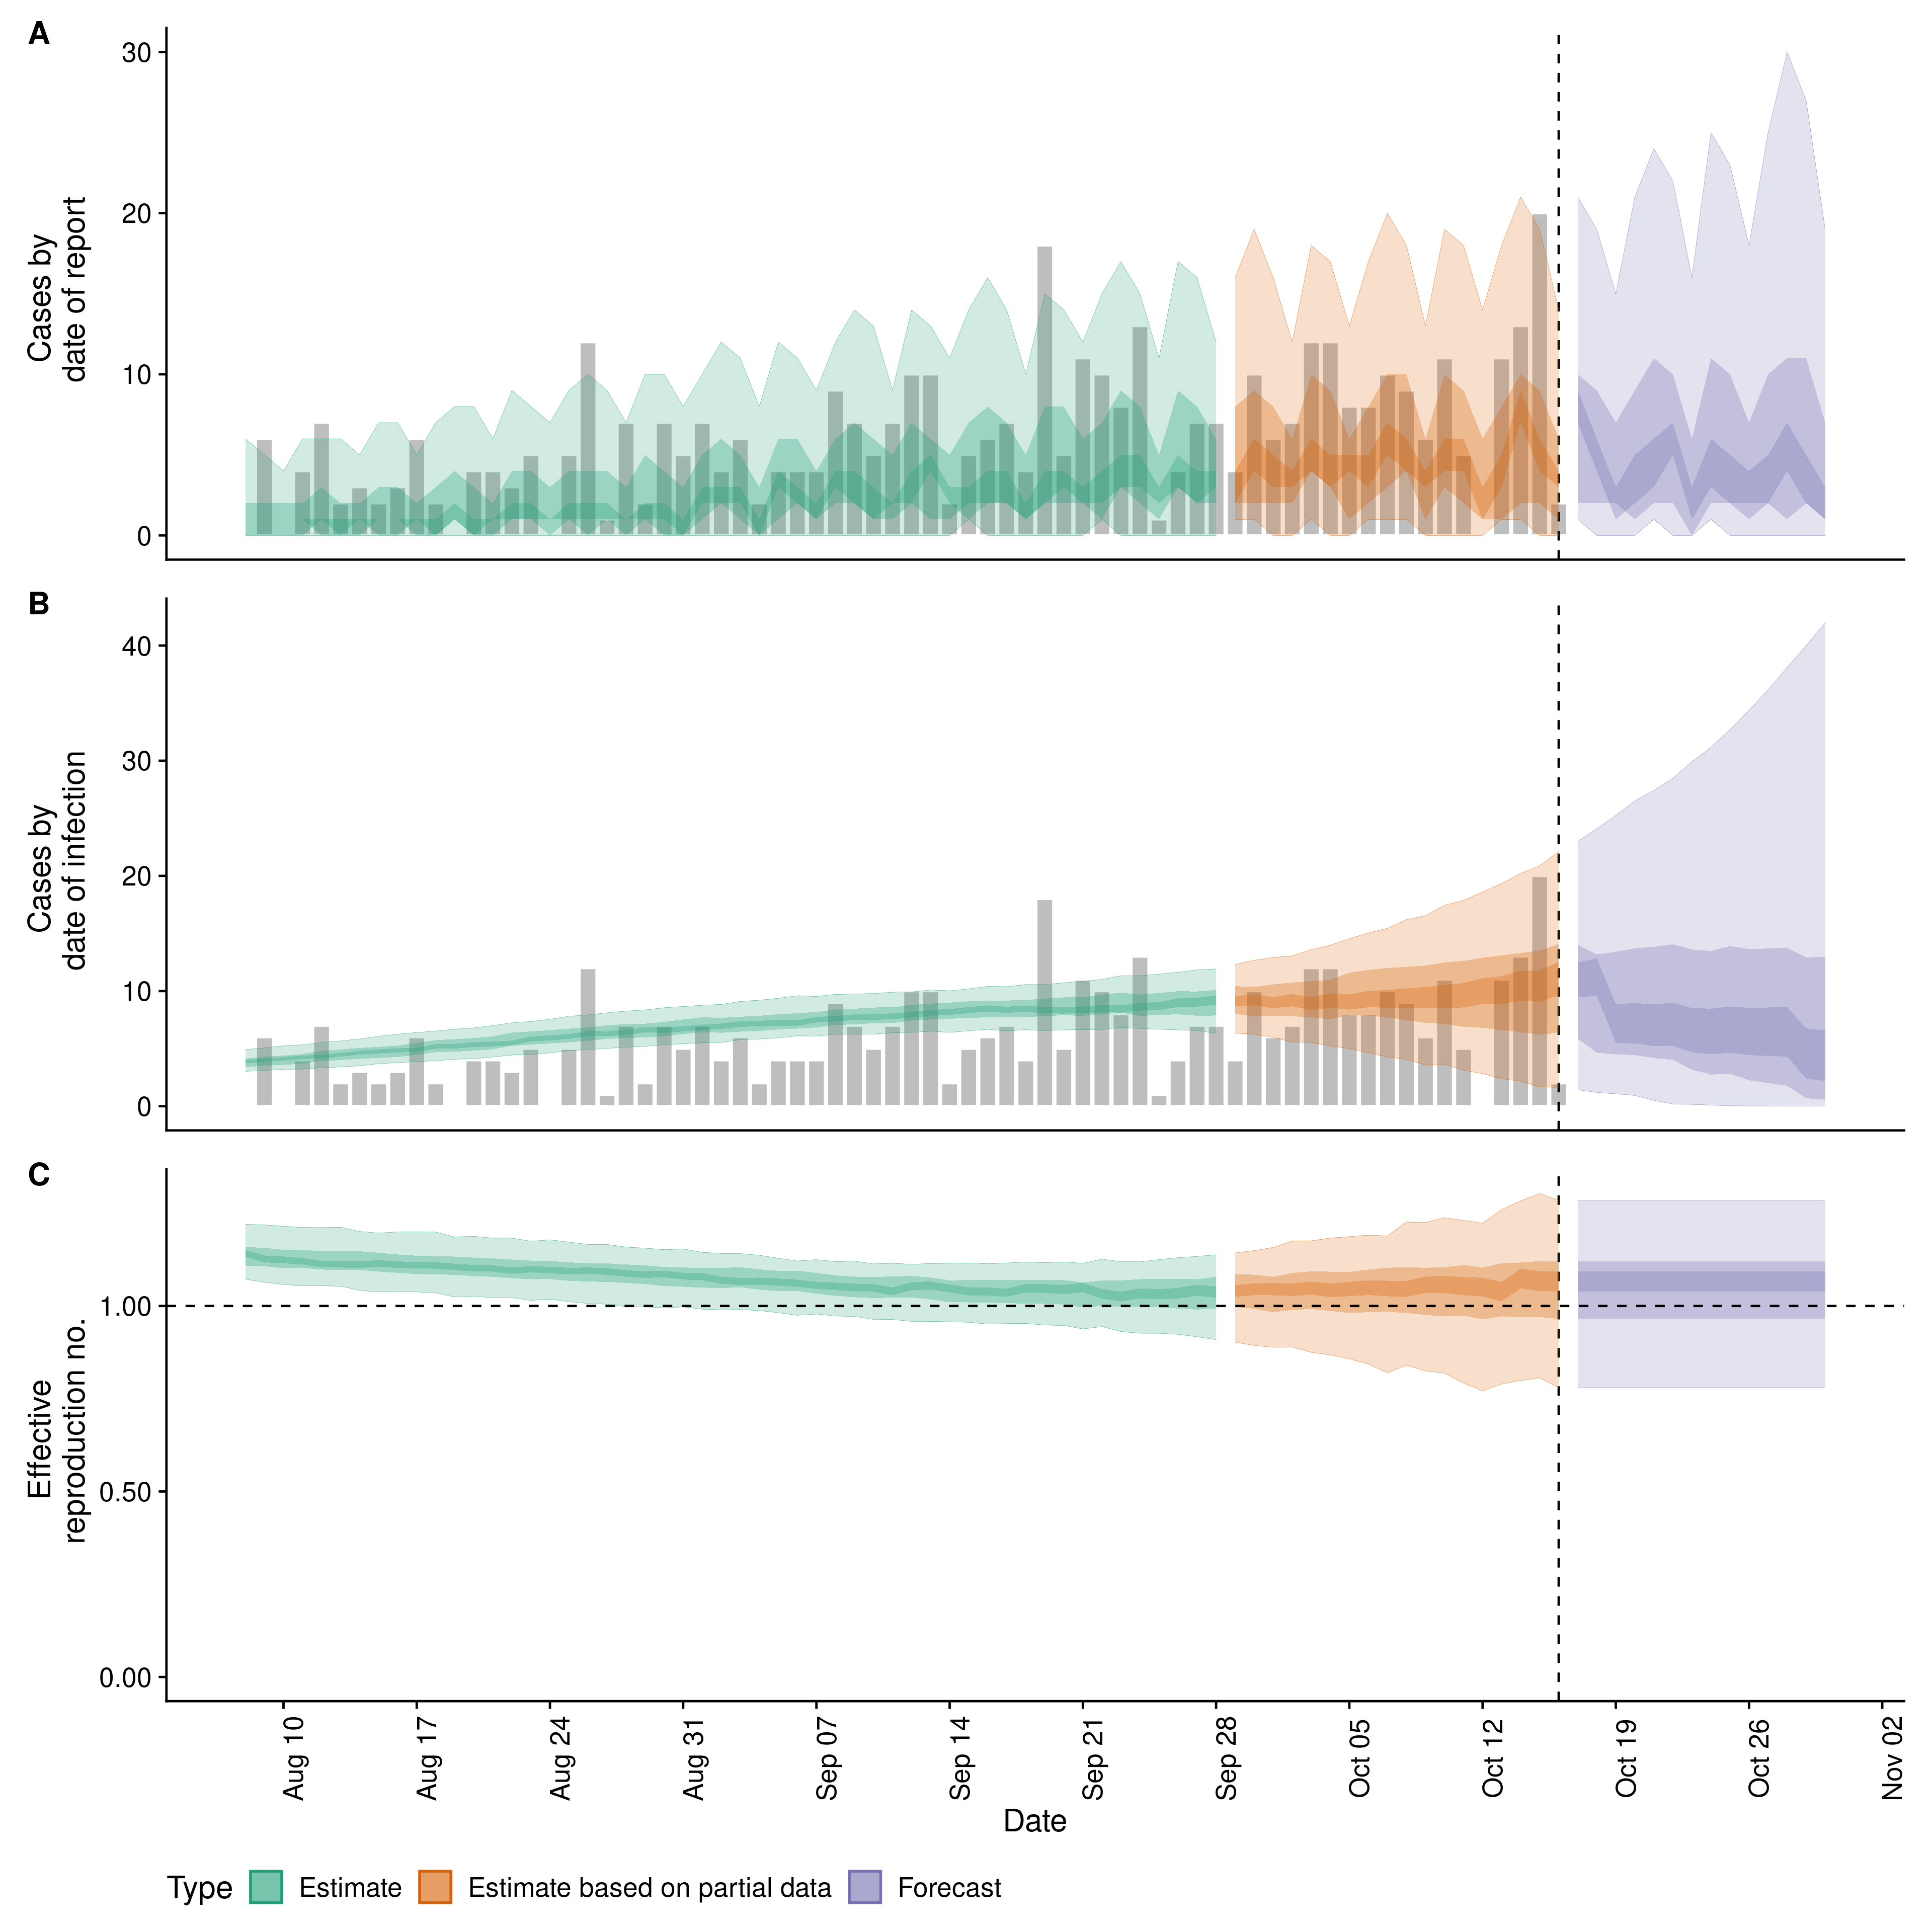 A
30
20
10
0
Cases by
date of report
B
40
30
20
10
0
Cases by
date of infection
C
1.00
0.50
0.00
Effective
reproduction no.
Aug 10
Aug 17
Aug 24
Aug 31
Sep 07
Sep 14
Sep 21
Sep 28
Oct 05
Oct 12
Oct 19
Oct 26
Nov 02
Date
Type Estimate Estimate based on partial data Forecast